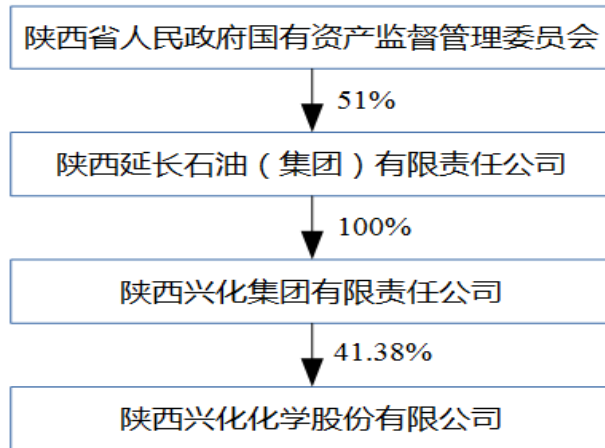 陕西省人民政府国有资产监督管理委员会
51%
陕西延长石油（集团）有限责任公司
100%
陕西兴化集团有限责任公司
41.38%
陕西兴化化学股份有限公司